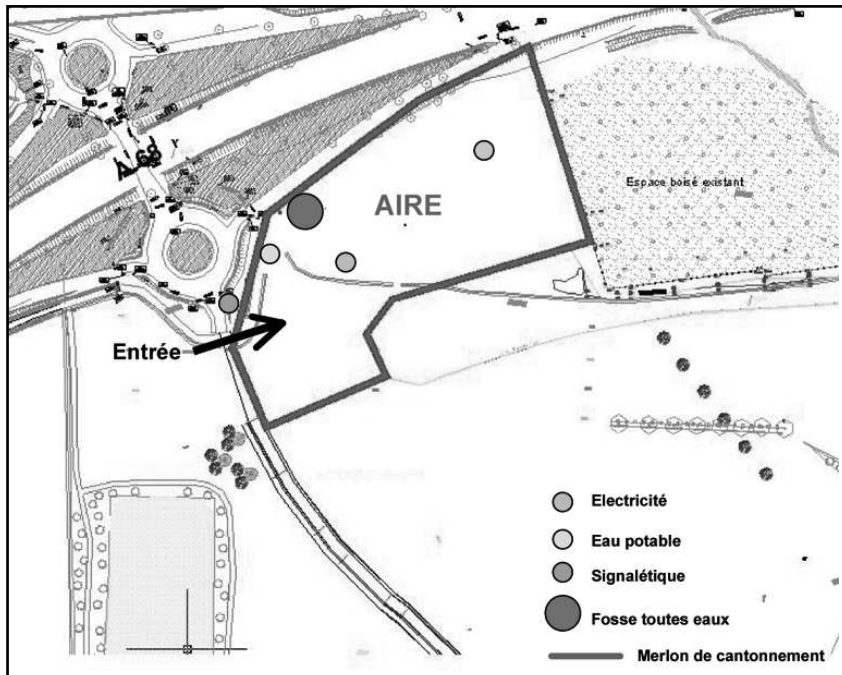 A 68
Y
AIRE
Espace boisé existant
Entrée
Electricité
Eau potable
Signalétique
Fosse toutes eaux
Merlon de cantonnement